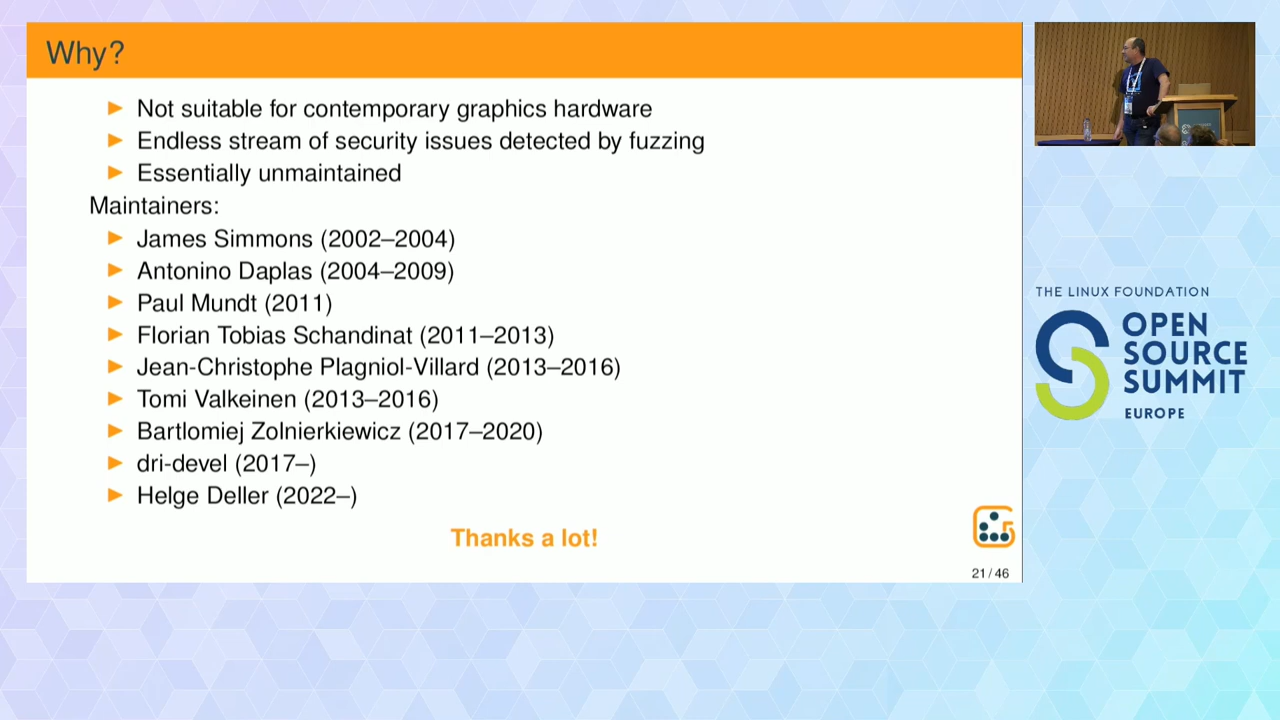 Why?
Not suitable for contemporary graphics hardware
Endless stream of security issues detected by fuzzing
Essentially unmaintained
Maintainers:
James Simmons (2002–2004)
Antonino Daplas (2004–2009)
Paul Mundt (2011)
Florian Tobias Schandinat (2011–2013)
Jean-Christophe Plagniol-Villard (2013–2016)
Tomi Valkeinen (2013–2016)
Bartlomiej Zolnierkiewicz (2017–2020)
dri-devel (2017–)
Helge Deller (2022–)
Thanks a lot!
21 / 46
THE LINUX FOUNDATION
OPEN
SOURCE
SUMMIT
EUROPE